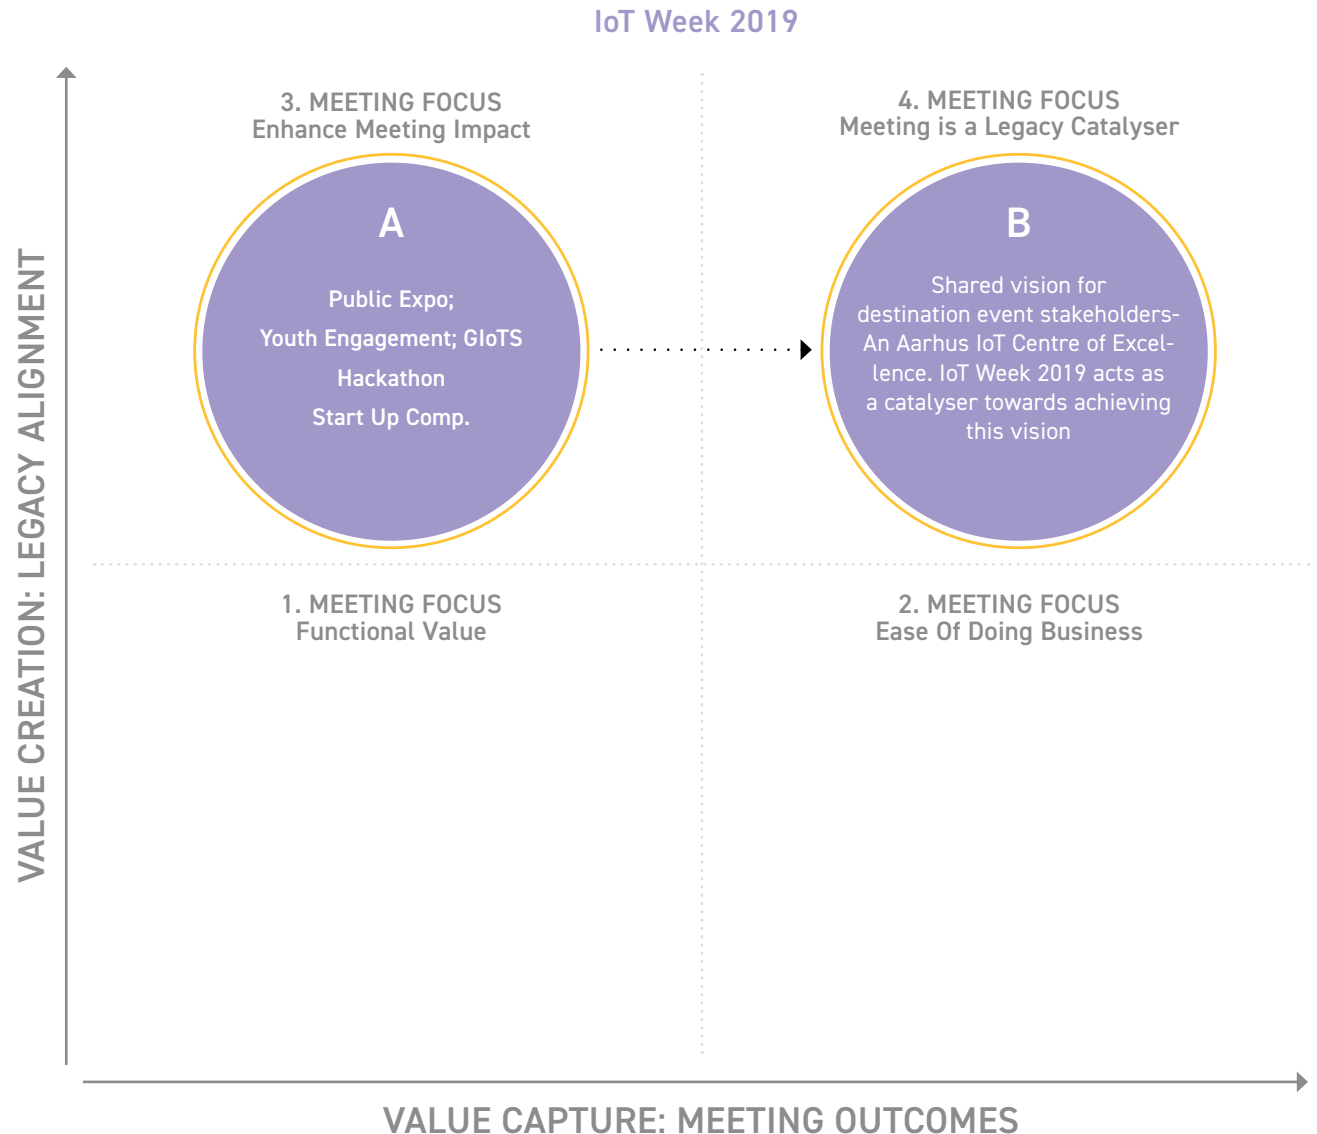 IoT Week 2019
3. MEETING FOCUS
Enhance Meeting Impact
4. MEETING FOCUS
Meeting is a Legacy Catalyser
A
Public Expo;
Youth Engagement; GIoTS
Hackathon
Start Up Comp.
B
Shared vision for
destination event stakeholders-
An Aarhus IoT Centre of Excel-
lence. IoT Week 2019 acts as
a catalyser towards achieving
this vision
1. MEETING FOCUS
Functional Value
2. MEETING FOCUS
Ease Of Doing Business
VALUE CREATION: LEGACY ALIGNMENT
VALUE CAPTURE: MEETING OUTCOMES